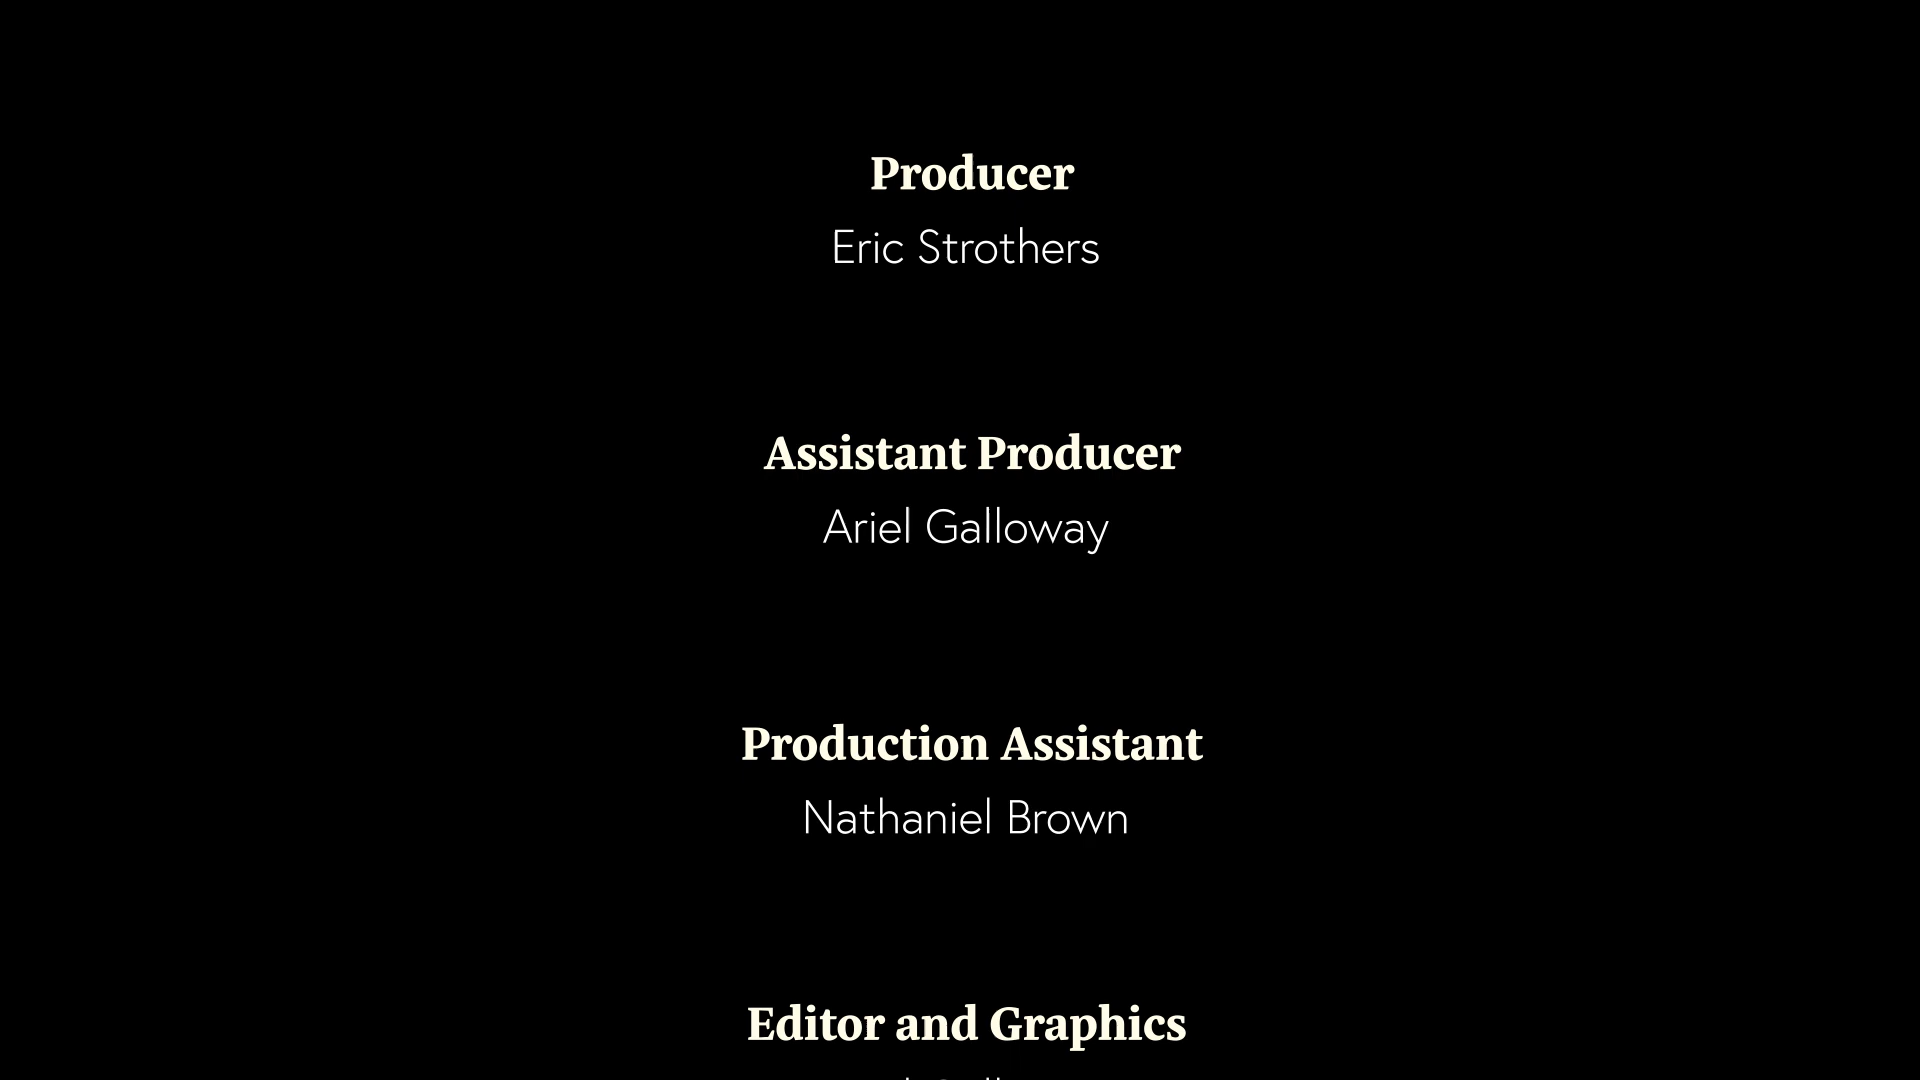 Producer
Eric Strothers
Assistant Producer
Ariel Galloway
Production Assistant
Nathaniel Brown
Editor and Graphics